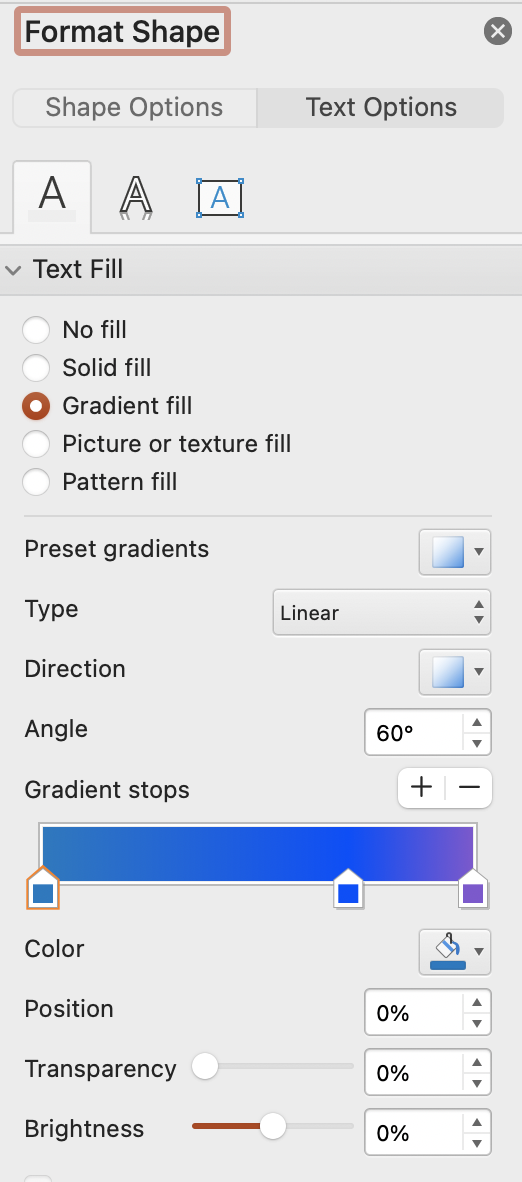 Format Shape
Shape Options Text Options
A A A
Text Fill
No fill
Solid fill
Gradient fill
Picture or texture fill
Pattern fill
Preset gradients
Type Linear
Direction
Angle 60°
Gradient stops + −
Color
Position 0%
Transparency 0%
Brightness 0%